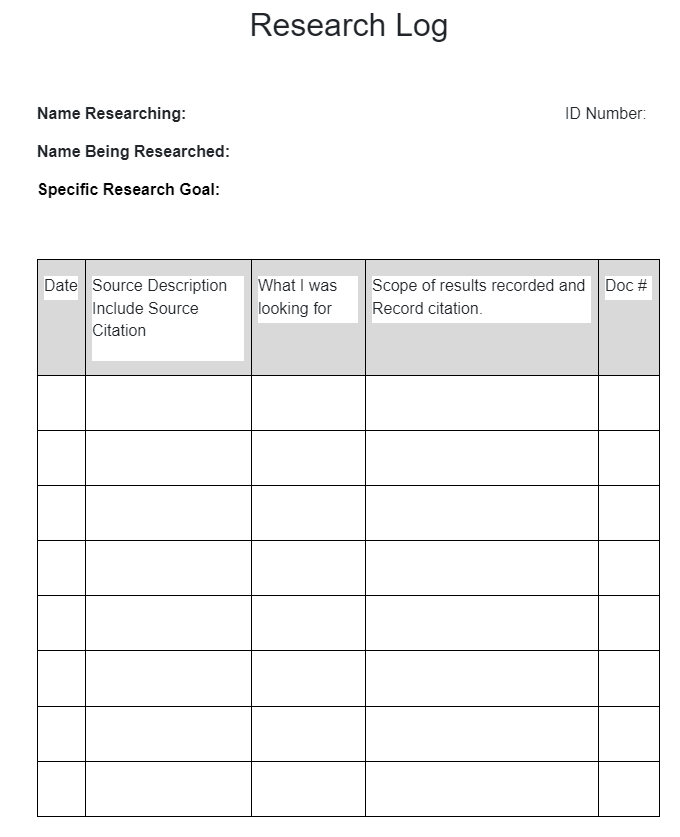 Research Log
Name Researching:
ID Number:
Name Being Researched:
Specific Research Goal:
Date
Source Description
Include Source
Citation
What I was
looking for
Scope of results recorded and
Record citation.
Doc #